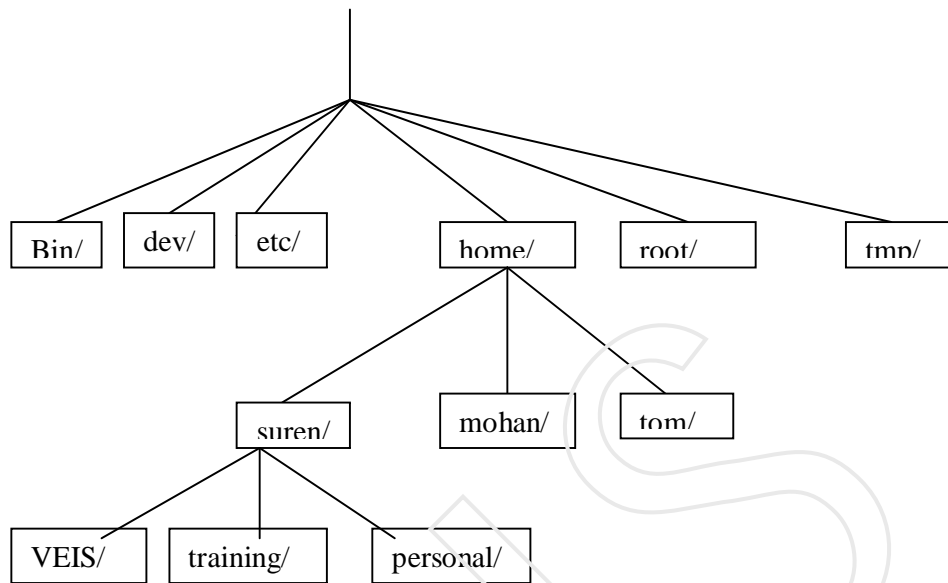 Bin/
dev/
etc/
home/
root/
tmp/
suren/
mohan/
tom/
VEIS/
training/
personal/